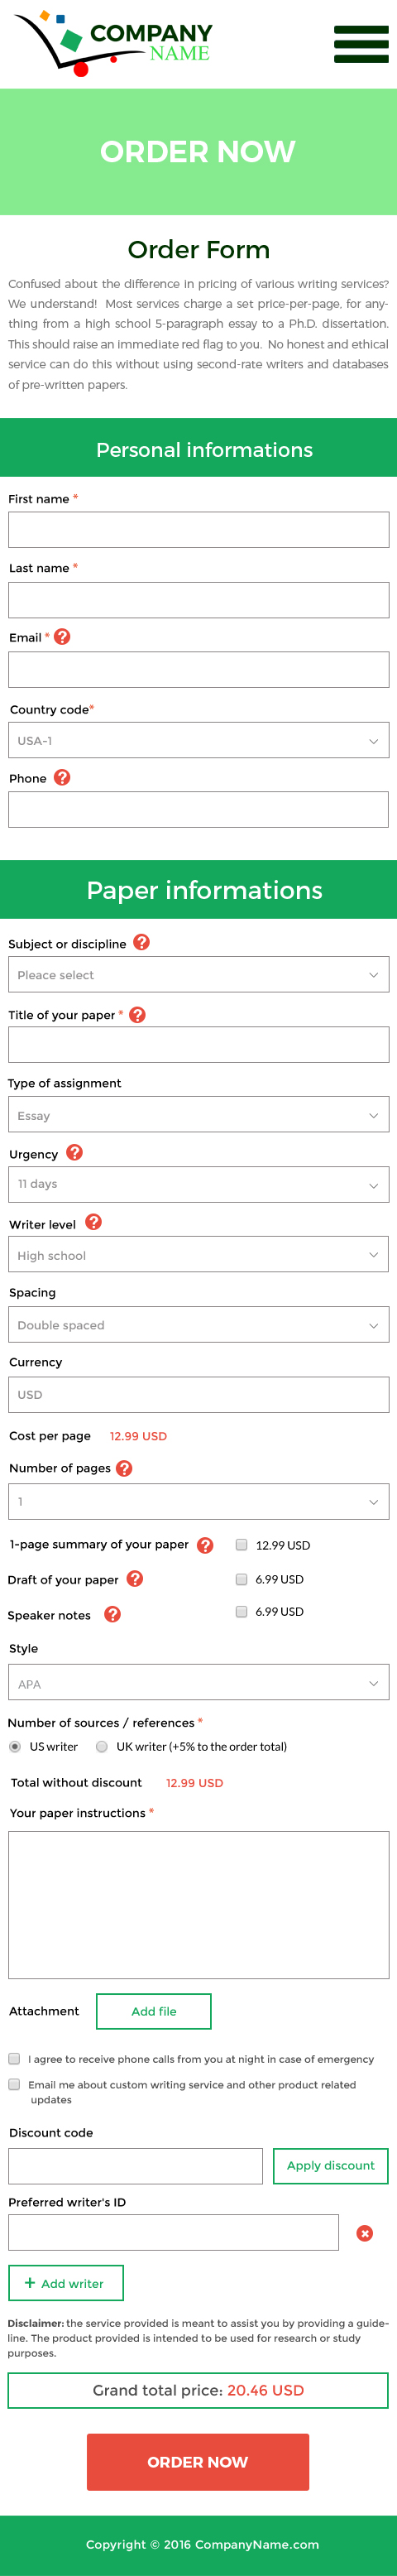 COMPANY
NAME
ORDER NOW
Order Form
Confused about the difference in pricing of various writing services?
We understand! Most services charge a set price-per-page, for any-
thing from a high school 5-paragraph essay to a Ph.D. dissertation.
This should raise an immediate red flag to you. No honest and ethical
service can do this without using second-rate writers and databases
of pre-written papers.
Personal informations
First name *
Last name *
Email * ?
Country code*
USA-1
Phone ?
Paper informations
Subject or discipline ?
Pleace select
Title of your paper * ?
Type of assignment
Essay
Urgency ?
11 days
Writer level ?
High school
Spacing
Double spaced
Currency
USD
Cost per page 12.99 USD
Number of pages ?
1
1-page summary of your paper ? 12.99 USD
Draft of your paper ? 6.99 USD
Speaker notes ? 6.99 USD
Style
APA
Number of sources / references *
US writer UK writer (+5% to the order total)
Total without discount 12.99 USD
Your paper instructions *
Attachment Add file
I agree to receive phone calls from you at night in case of emergency
Email me about custom writing service and other product related
updates
Discount code
Apply discount
Preferred writer's ID
+ Add writer
Disclaimer: the service provided is meant to assist you by providing a guide-
line. The product provided is intended to be used for research or study
purposes.
Grand total price: 20.46 USD
ORDER NOW
Copyright © 2016 CompanyName.com